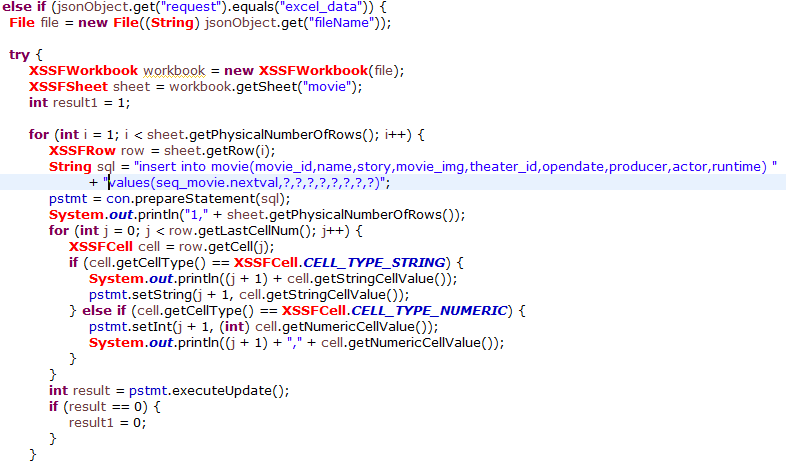 else if (jsonObject.get("request").equals("excel_data")) {
File file = new File((String) jsonObject.get("fileName"));
try {
XSSFWorkbook workbook = new XSSFWorkbook(file);
XSSFSheet sheet = workbook.getSheet("movie");
int result1 = 1;
for (int i = 1; i < sheet.getPhysicalNumberOfRows(); i++) {
XSSFRow row = sheet.getRow(i);
String sql = "insert into movie(movie_id,name,story,movie_img,theater_id,opendate,producer,actor,runtime) "
+ "values(seq_movie.nextval,?,?,?,?,?,?,?,?)";
pstmt = con.prepareStatement(sql);
System.out.println("1," + sheet.getPhysicalNumberOfRows());
for (int j = 0; j < row.getLastCellNum(); j++) {
XSSFCell cell = row.getCell(j);
if (cell.getCellType() == XSSFCell.CELL_TYPE_STRING) {
System.out.println((j + 1) + cell.getStringCellValue());
pstmt.setString(j + 1, cell.getStringCellValue());
} else if (cell.getCellType() == XSSFCell.CELL_TYPE_NUMERIC) {
pstmt.setInt(j + 1, (int) cell.getNumericCellValue());
System.out.println((j + 1) + "," + cell.getNumericCellValue());
}
}
int result = pstmt.executeUpdate();
if (result == 0) {
result1 = 0;
}
}